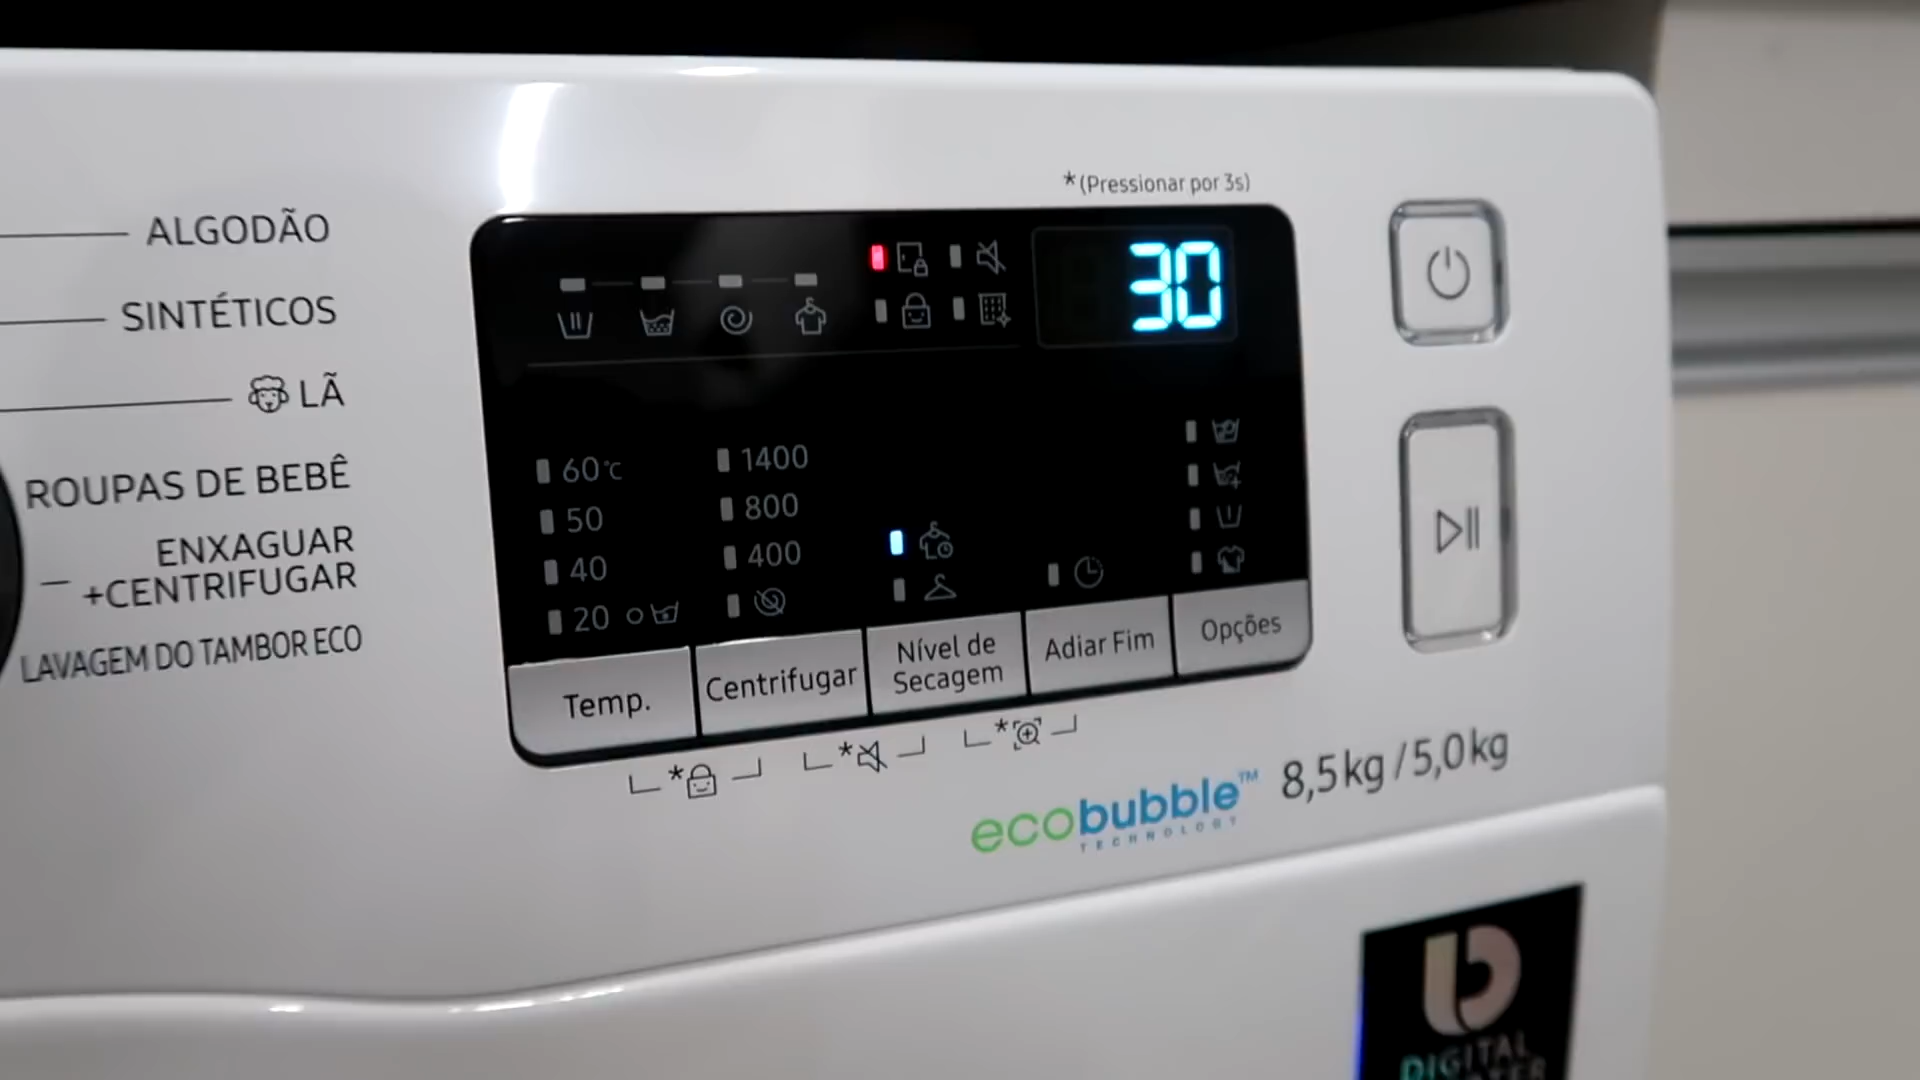 *(Pressionar por 3s)
ALGODÃO
SINTÉTICOS
LÃ
ROUPAS DE BEBÊ
ENXAGUAR
+CENTRIFUGAR
LAVAGEM DO TAMBOR ECO
30
60°C
50
40
20
1400
800
400
Temp.
Centrifugar
Nível de
Secagem
Adiar Fim
Opções
*
*
*
ecobubble™
TECHNOLOGY
8,5kg / 5,0kg
DIGITAL